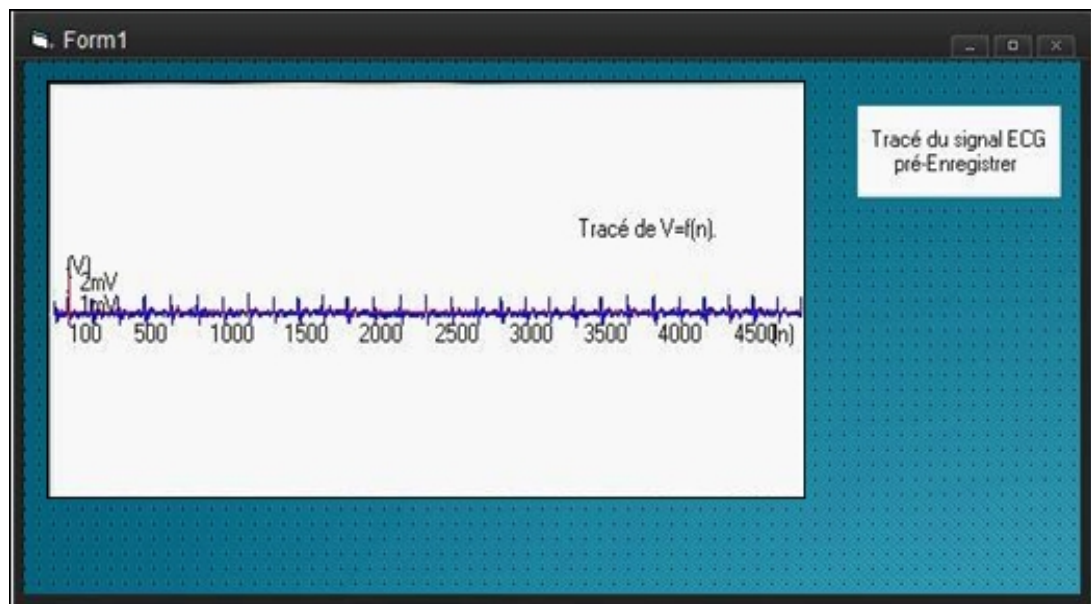 Form1
Tracé du signal ECG
pré-Enregistrer
Tracé de V=f(n).
(V)
2mV
1mV
100 500 1000 1500 2000 2500 3000 3500 4000 4500 (n)